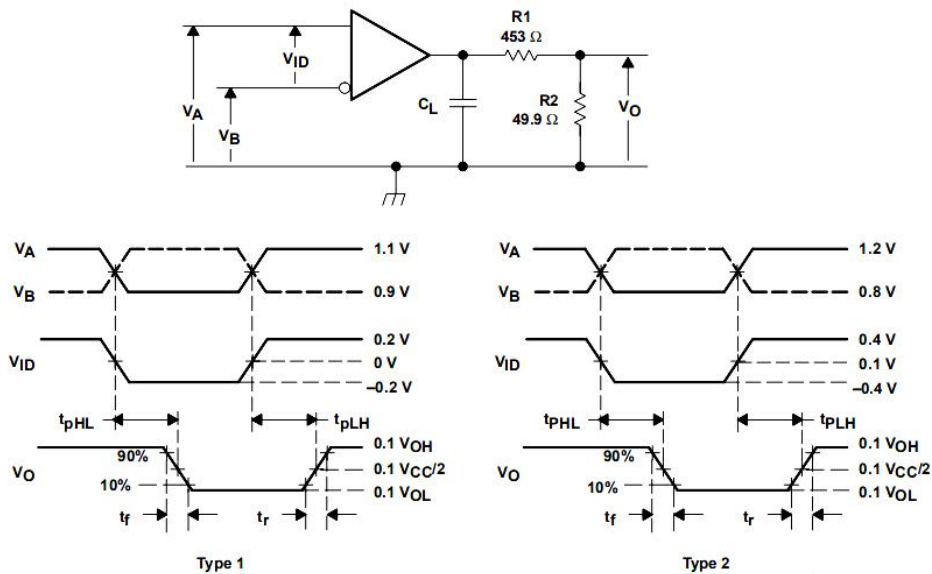 R1
453 Ω
VID
VA
VB
CL
R2
49.9 Ω
VO
VA
1.1 V
VB
0.9 V
0.2 V
VID
0 V
–0.2 V
tpHL
tpLH
0.1 VOH
90%
VO
0.1 VCC/2
10%
0.1 VOL
tf
tr
Type 1
VA
1.2 V
VB
0.8 V
0.4 V
VID
0.1 V
–0.4 V
tPHL
tPLH
0.1 VOH
90%
VO
0.1 VCC/2
10%
0.1 VOL
tf
tr
Type 2